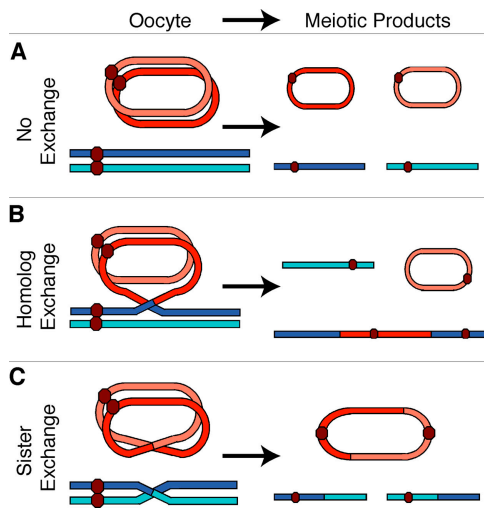 Oocyte Meiotic Products
A
No
Exchange
B
Homolog
Exchange
C
Sister
Exchange